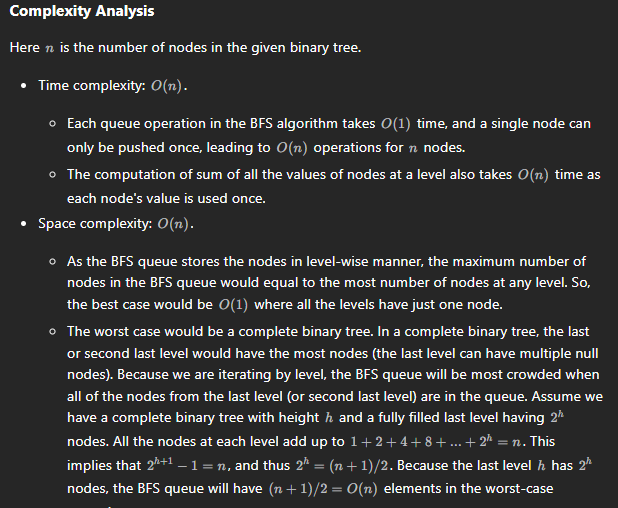 Complexity Analysis
Here n is the number of nodes in the given binary tree.
• Time complexity: O(n).
∘ Each queue operation in the BFS algorithm takes O(1) time, and a single node can
only be pushed once, leading to O(n) operations for n nodes.
∘ The computation of sum of all the values of nodes at a level also takes O(n) time as
each node's value is used once.
• Space complexity: O(n).
∘ As the BFS queue stores the nodes in level-wise manner, the maximum number of
nodes in the BFS queue would equal to the most number of nodes at any level. So,
the best case would be O(1) where all the levels have just one node.
∘ The worst case would be a complete binary tree. In a complete binary tree, the last
or second last level would have the most nodes (the last level can have multiple null
nodes). Because we are iterating by level, the BFS queue will be most crowded when
all of the nodes from the last level (or second last level) are in the queue. Assume we
have a complete binary tree with height h and a fully filled last level having 2^h
nodes. All the nodes at each level add up to 1 + 2 + 4 + 8 + ... + 2^h = n. This
implies that 2^{h+1} − 1 = n, and thus 2^h = (n + 1)/2. Because the last level h has 2^h
nodes, the BFS queue will have (n + 1)/2 = O(n) elements in the worst-case